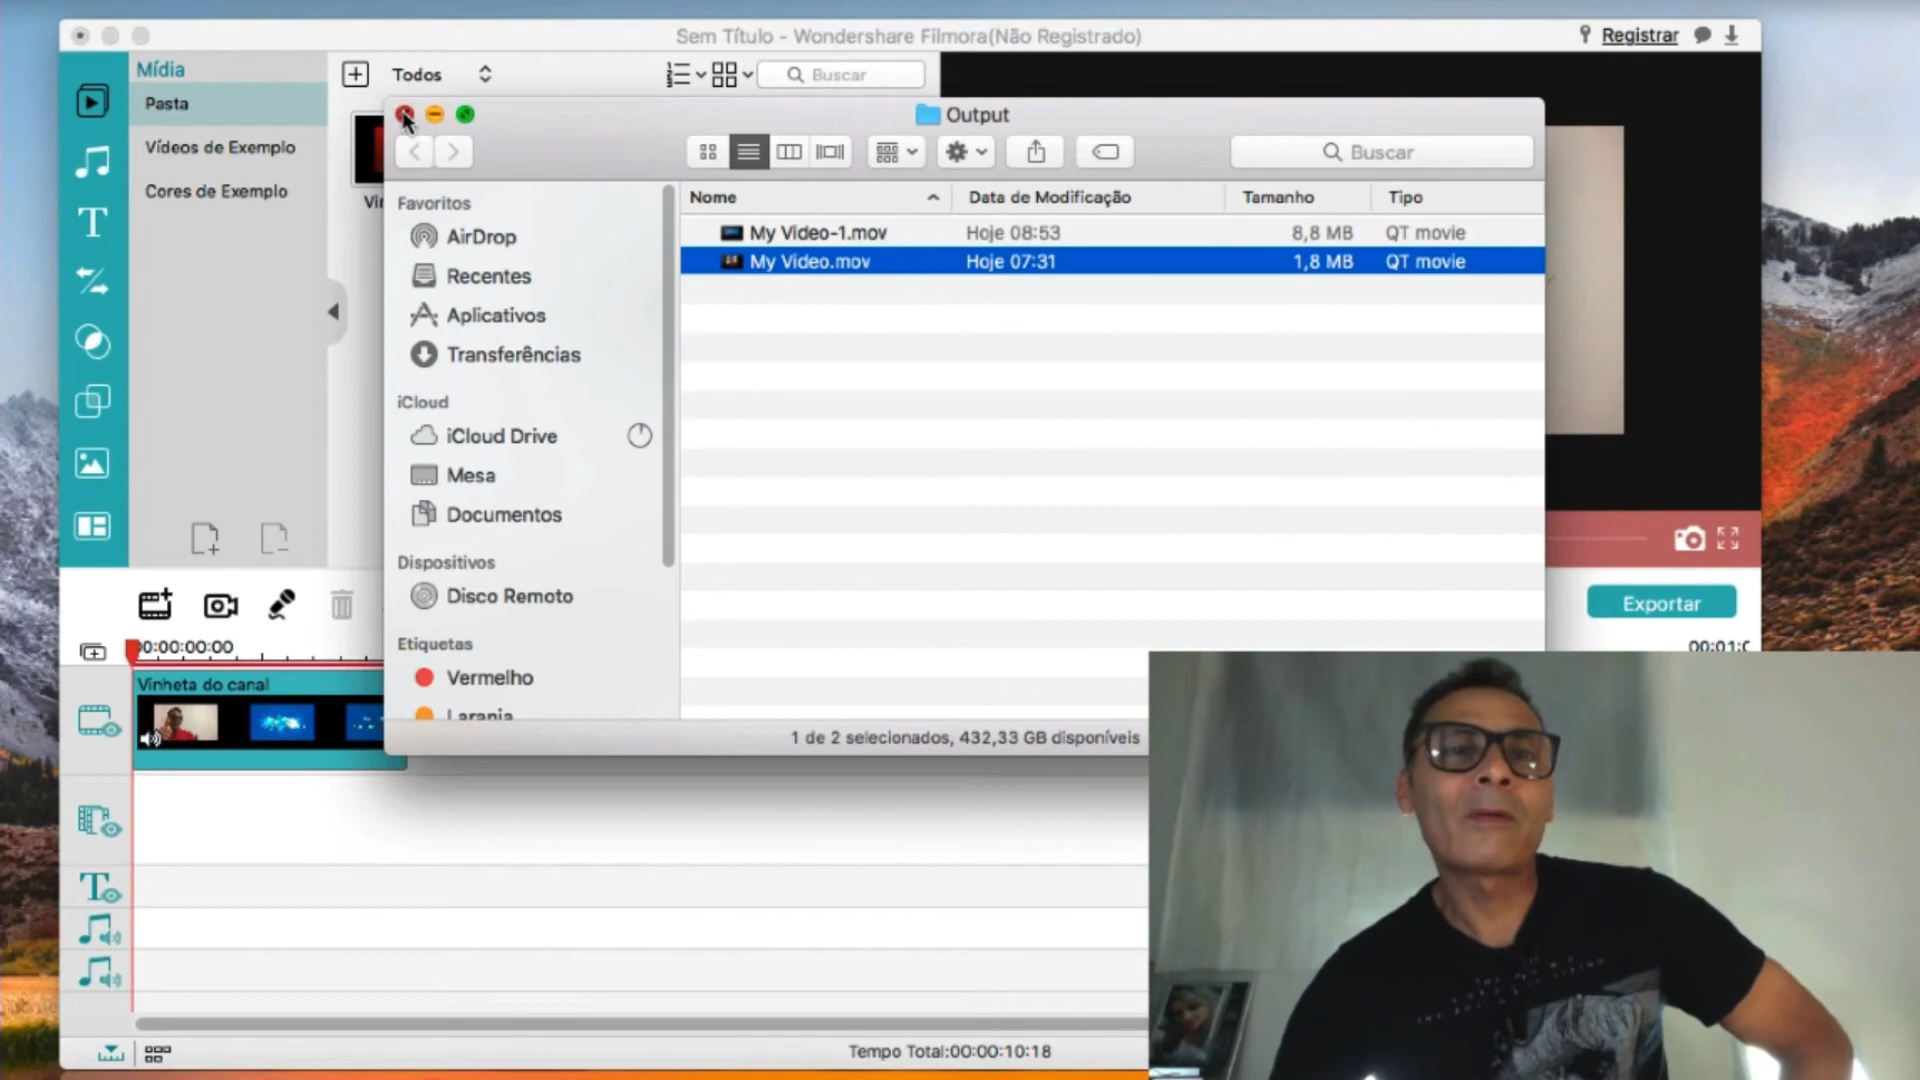 Sem Título - Wondershare Filmora(Não Registrado)
Registrar
Mídia
Pasta
Vídeos de Exemplo
Cores de Exemplo
Todos
Buscar
Output
Buscar
Favoritos
AirDrop
Recentes
Aplicativos
Transferências
iCloud
iCloud Drive
Mesa
Documentos
Dispositivos
Disco Remoto
Etiquetas
Vermelho
Laranja
Nome
Data de Modificação
Tamanho
Tipo
My Video-1.mov
Hoje 08:53
8,8 MB
QT movie
My Video.mov
Hoje 07:31
1,8 MB
QT movie
1 de 2 selecionados, 432,33 GB disponíveis
Exportar
00:00:00:00
Vinheta do canal
Tempo Total:00:00:10:18